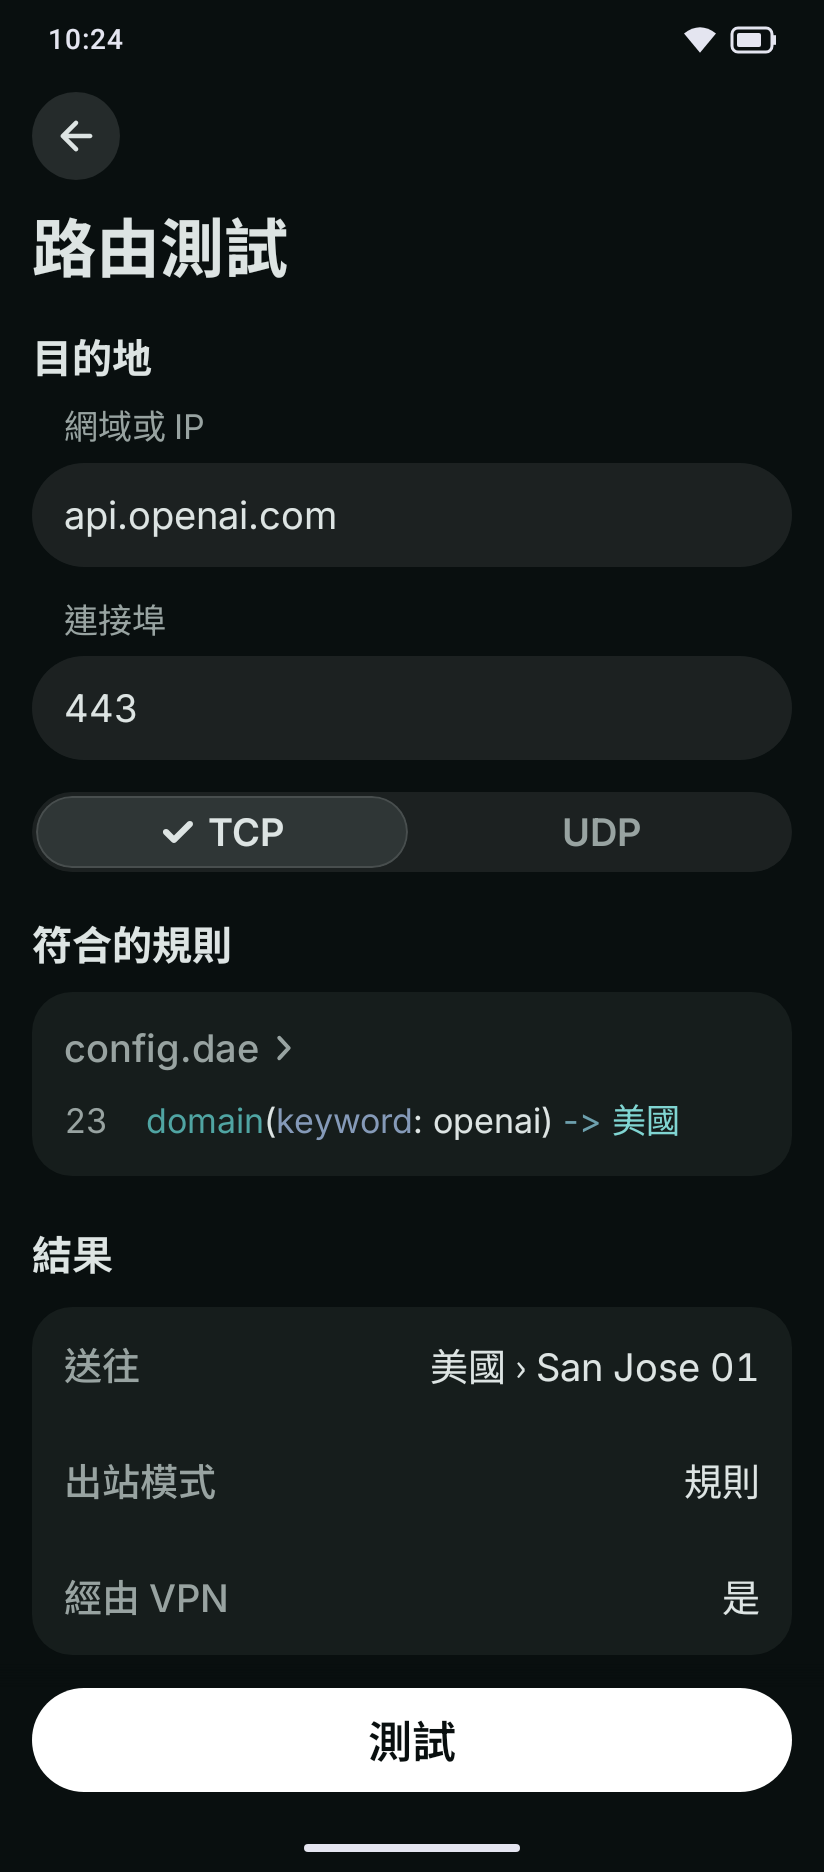 10:24
路由測試
目的地
網域或 IP
api.openai.com
連接埠
443
TCP
UDP
符合的規則
config.dae
23 domain(keyword: openai) -> 美國
結果
送往 美國 › San Jose 01
出站模式 規則
經由 VPN 是
測試